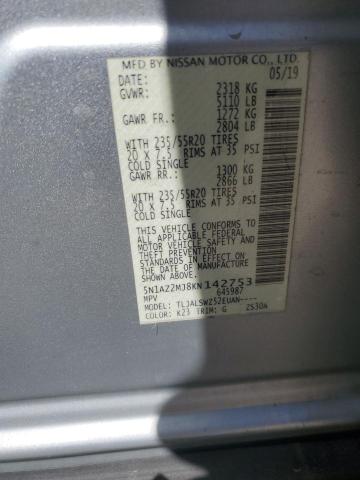 MFD BY NISSAN MOTOR CO., LTD.
DATE: 05/19
GVWR: 2318 KG
5110 LB
GAWR FR.: 1272 KG
2804 LB
WITH 235/55R20 TIRES
20 X 7.5 RIMS AT 35 PSI
COLD SINGLE
GAWR RR.: 1300 KG
2866 LB
WITH 235/55R20 TIRES
20 X 7.5 RIMS AT 35 PSI
COLD SINGLE
THIS VEHICLE CONFORMS TO
ALL APPLICABLE FEDERAL
MOTOR VEHICLE SAFETY AND
THEFT PREVENTION
STANDARDS IN EFFECT ON
THE DATE OF MANUFACTURE
SHOWN ABOVE.
5N1AZ2MJ8KN142753
MPV 645987
MODEL: TLJALSWZ52EUAN----
COLOR: K23 TRIM: G ZS30A